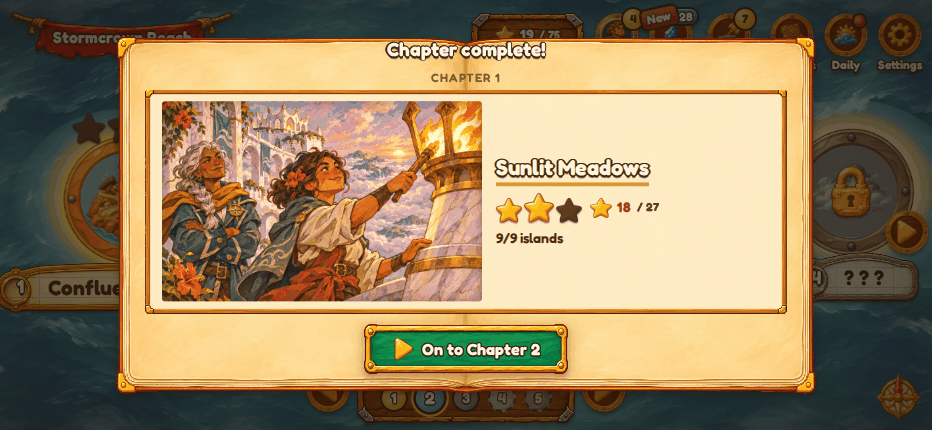 Stormcrown Reach
19 / 75
4
New
28
7
Daily
Settings
Chapter complete!
CHAPTER 1
Sunlit Meadows
18 / 27
9/9 islands
1
Conflue
4
???
On to Chapter 2
1
2
3
4
5